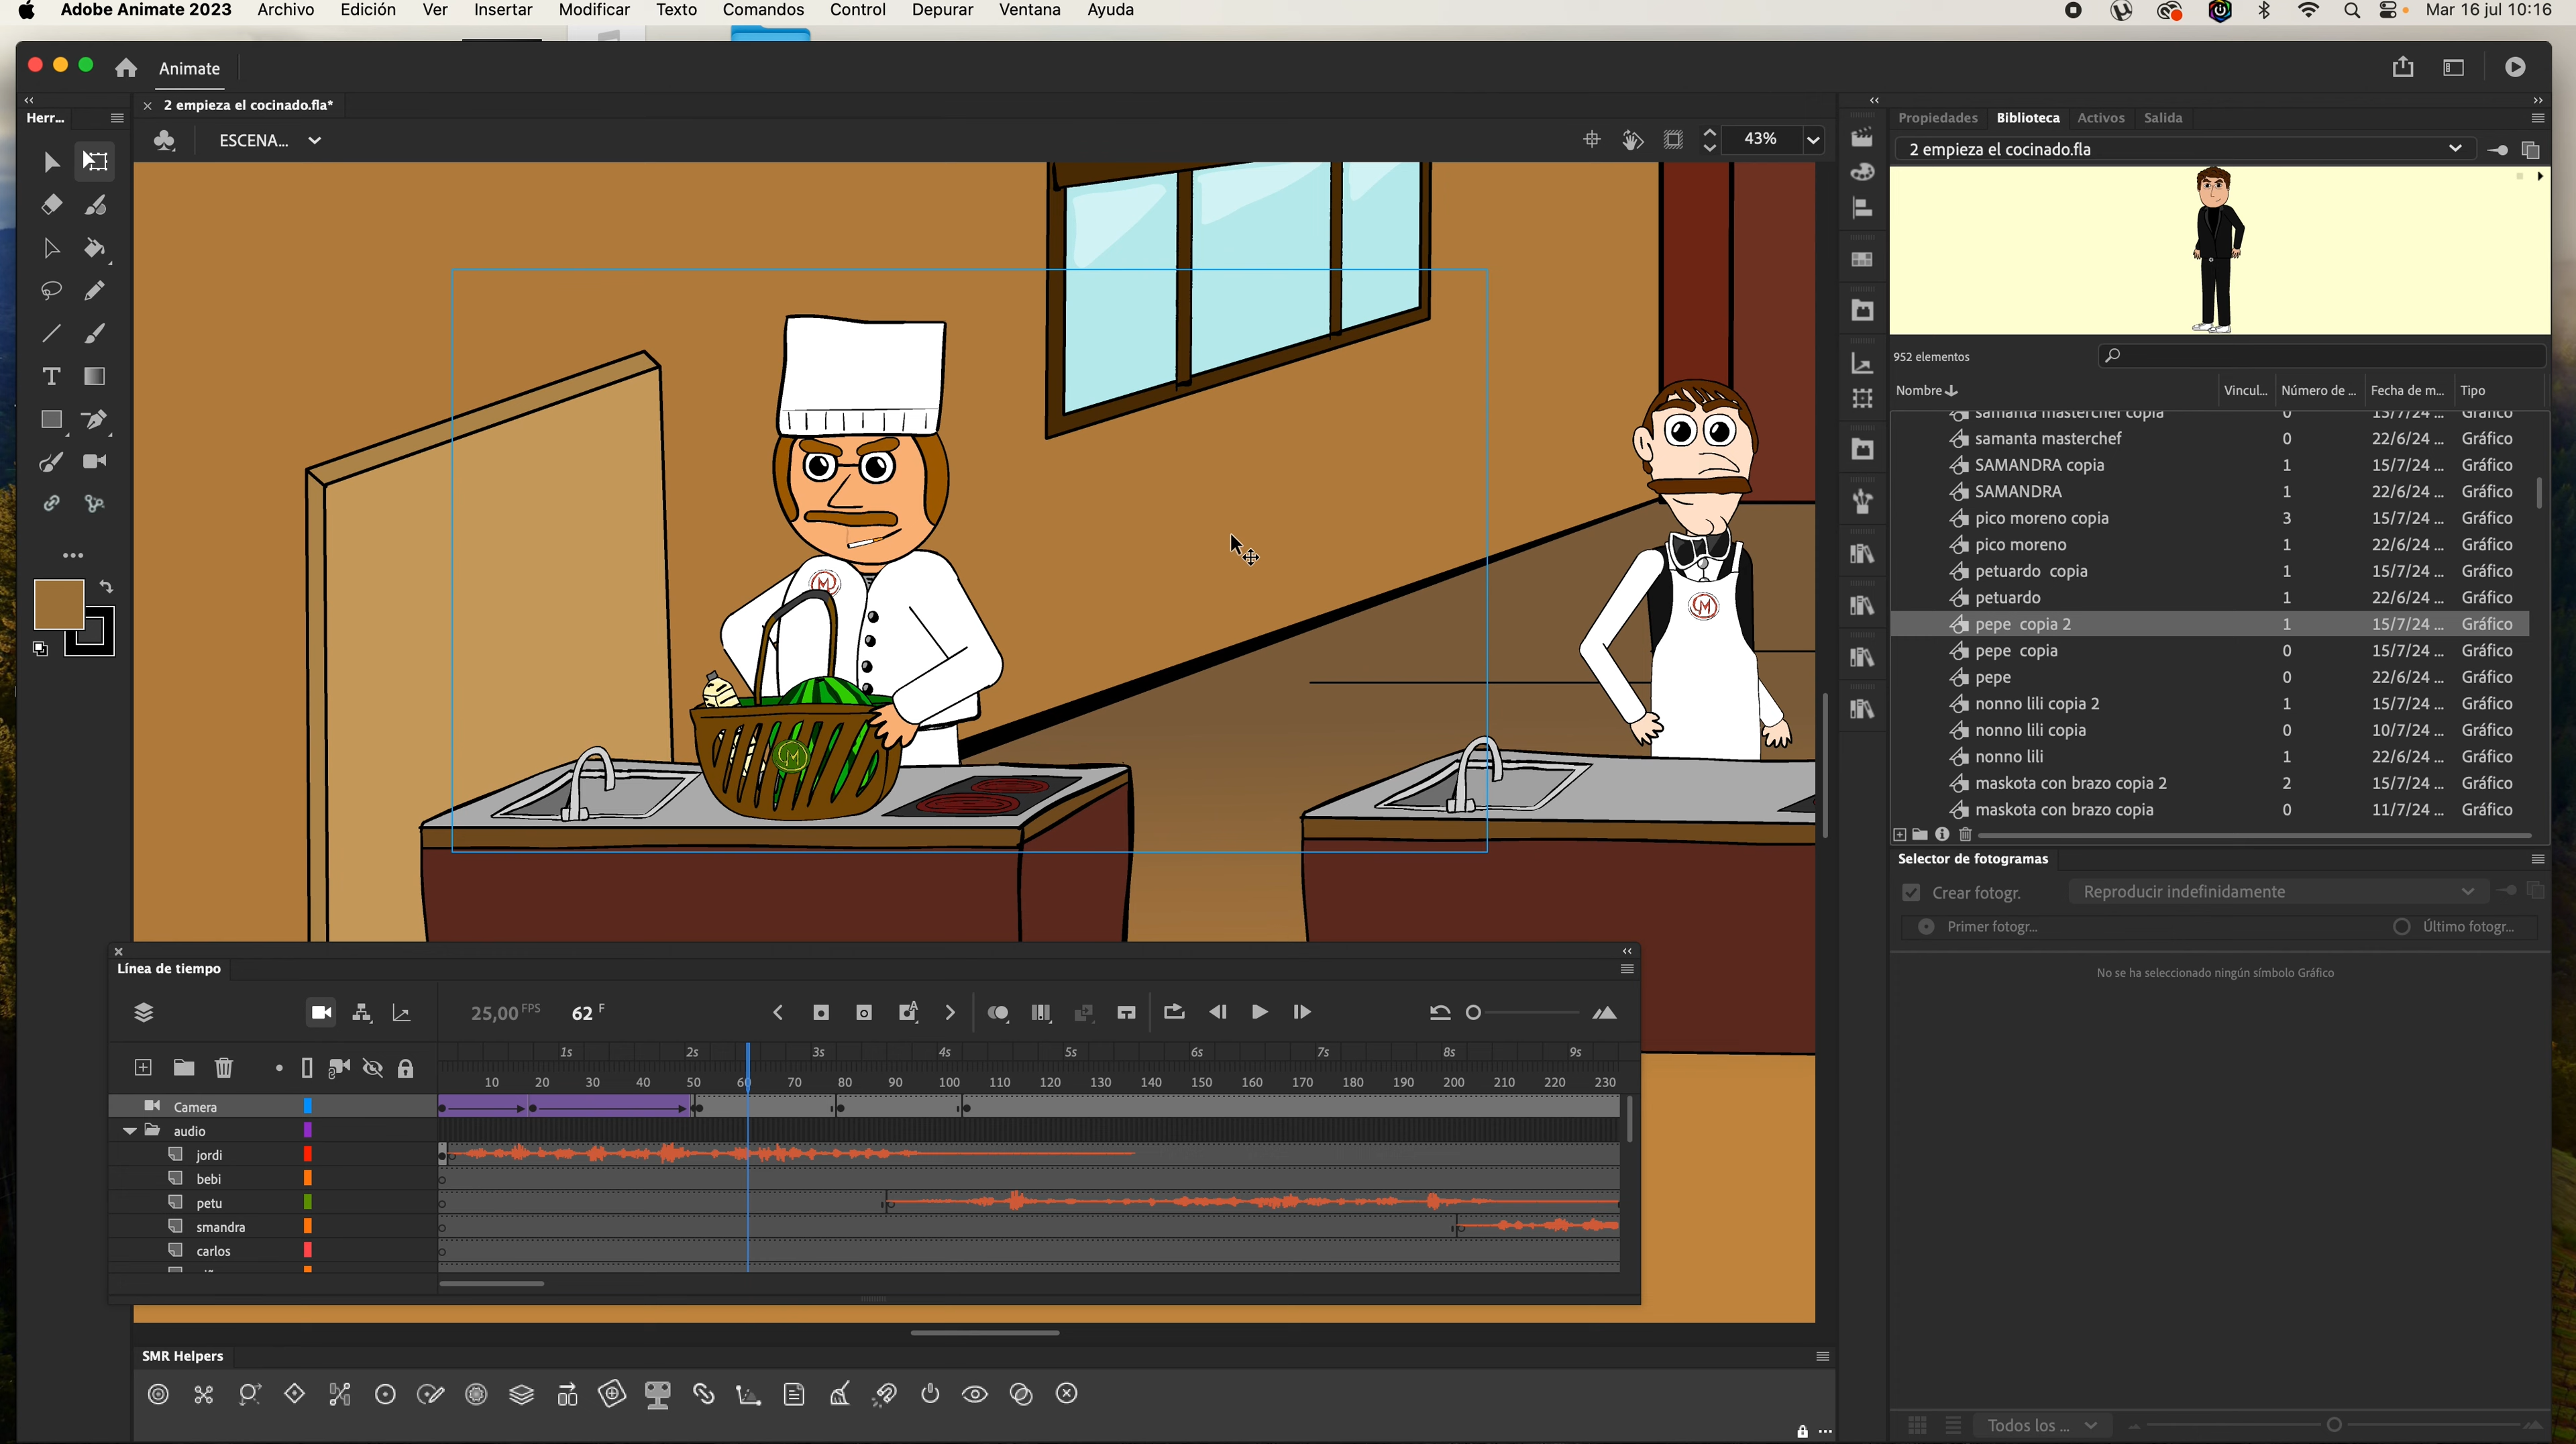 Adobe Animate 2023 Archivo Edición Ver Insertar Modificar Texto Comandos Control Depurar Ventana Ayuda Mar 16 jul 10:16
Animate
2 empieza el cocinado.fla*
Herr...
ESCENA...
43%
Propiedades Biblioteca Activos Salida
2 empieza el cocinado.fla
952 elementos
Nombre Vincul... Número de ... Fecha de m... Tipo
samanta masterchef copia 0 15/7/24 ... Gráfico
samanta masterchef 0 22/6/24 ... Gráfico
SAMANDRA copia 1 15/7/24 ... Gráfico
SAMANDRA 1 22/6/24 ... Gráfico
pico moreno copia 3 15/7/24 ... Gráfico
pico moreno 1 22/6/24 ... Gráfico
petuardo copia 1 15/7/24 ... Gráfico
petuardo 1 22/6/24 ... Gráfico
pepe copia 2 1 15/7/24 ... Gráfico
pepe copia 0 15/7/24 ... Gráfico
pepe 0 22/6/24 ... Gráfico
nonno lili copia 2 1 15/7/24 ... Gráfico
nonno lili copia 0 10/7/24 ... Gráfico
nonno lili 1 22/6/24 ... Gráfico
maskota con brazo copia 2 2 15/7/24 ... Gráfico
maskota con brazo copia 0 11/7/24 ... Gráfico
Selector de fotogramas
Crear fotogr. Reproducir indefinidamente
Primer fotogr... Último fotogr...
No se ha seleccionado ningún símbolo Gráfico
Todos los ...
M
M
M
Línea de tiempo
25,00 FPS 62 F
1s 2s 3s 4s 5s 6s 7s 8s 9s
10 20 30 40 50 60 70 80 90 100 110 120 130 140 150 160 170 180 190 200 210 220 230
Camera
audio
jordi
bebi
petu
smandra
carlos
SMR Helpers